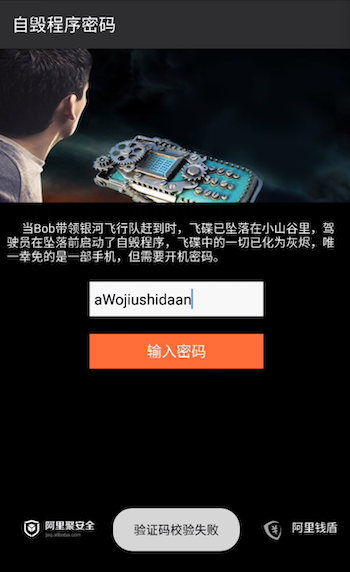 自毁程序密码
当Bob带领银河飞行队赶到时，飞碟已坠落在小山谷里，驾
驶员在坠落前启动了自毁程序，飞碟中的一切已化为灰烬，唯
一幸免的是一部手机，但需要开机密码。
aWojiushidaan
输入密码
阿里聚安全
jaq.alibaba.com
验证码校验失败
阿里钱盾